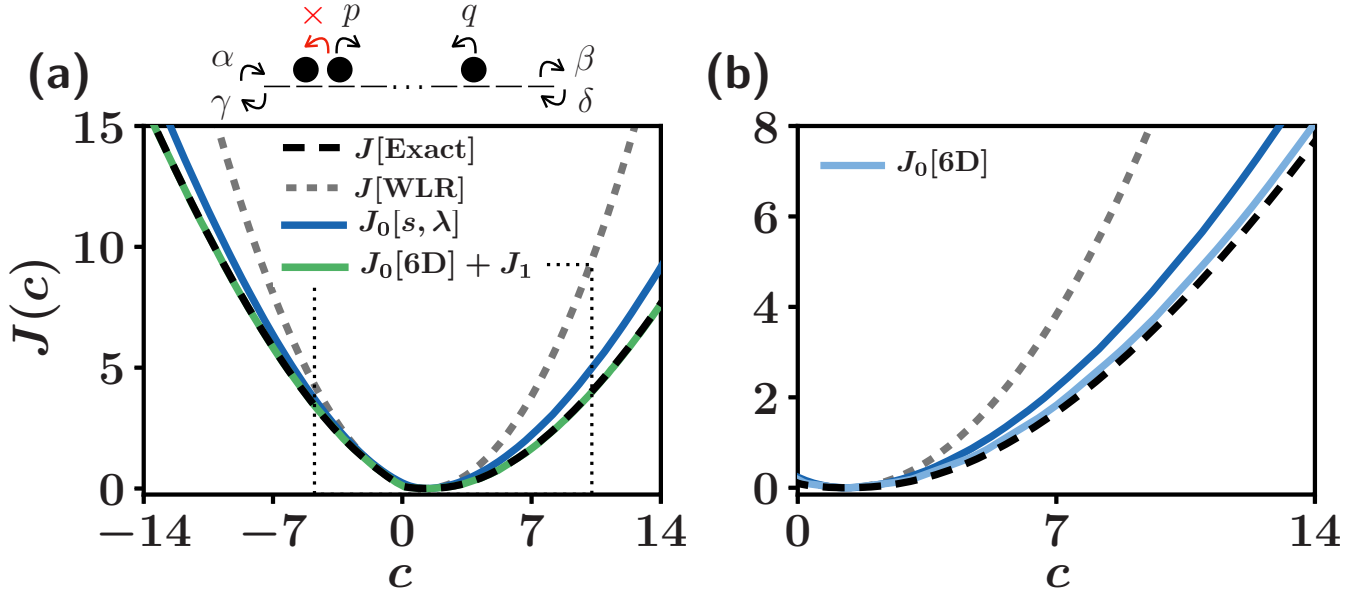 (a)
× p q
α β
γ δ
J(c)
15
10
5
0
−14 −7 0 7 14
c
J[Exact]
J[WLR]
J₀[s, λ]
J₀[6D] + J₁
(b)
8
6
4
2
0
0 7 14
c
J₀[6D]